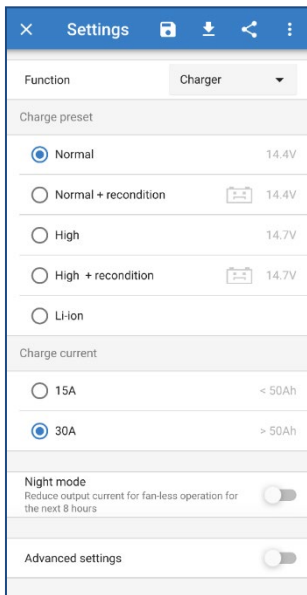 Settings
Function Charger
Charge preset
Normal 14.4V
Normal + recondition 14.4V
High 14.7V
High + recondition 14.7V
Li-ion
Charge current
15A < 50Ah
30A > 50Ah
Night mode
Reduce output current for fan-less operation for
the next 8 hours
Advanced settings